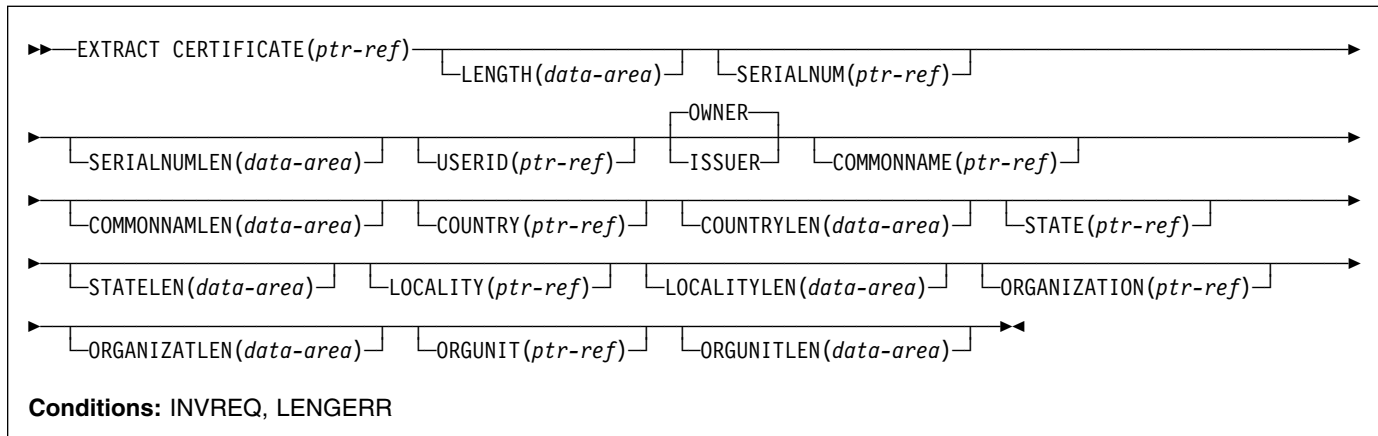 EXTRACT CERTIFICATE(ptr-ref) LENGTH(data-area) SERIALNUM(ptr-ref)
SERIALNUMLEN(data-area) USERID(ptr-ref) OWNER ISSUER COMMONNAME(ptr-ref)
COMMONNAMLEN(data-area) COUNTRY(ptr-ref) COUNTRYLEN(data-area) STATE(ptr-ref)
STATELEN(data-area) LOCALITY(ptr-ref) LOCALITYLEN(data-area) ORGANIZATION(ptr-ref)
ORGANIZATLEN(data-area) ORGUNIT(ptr-ref) ORGUNITLEN(data-area)
Conditions: INVREQ, LENGERR